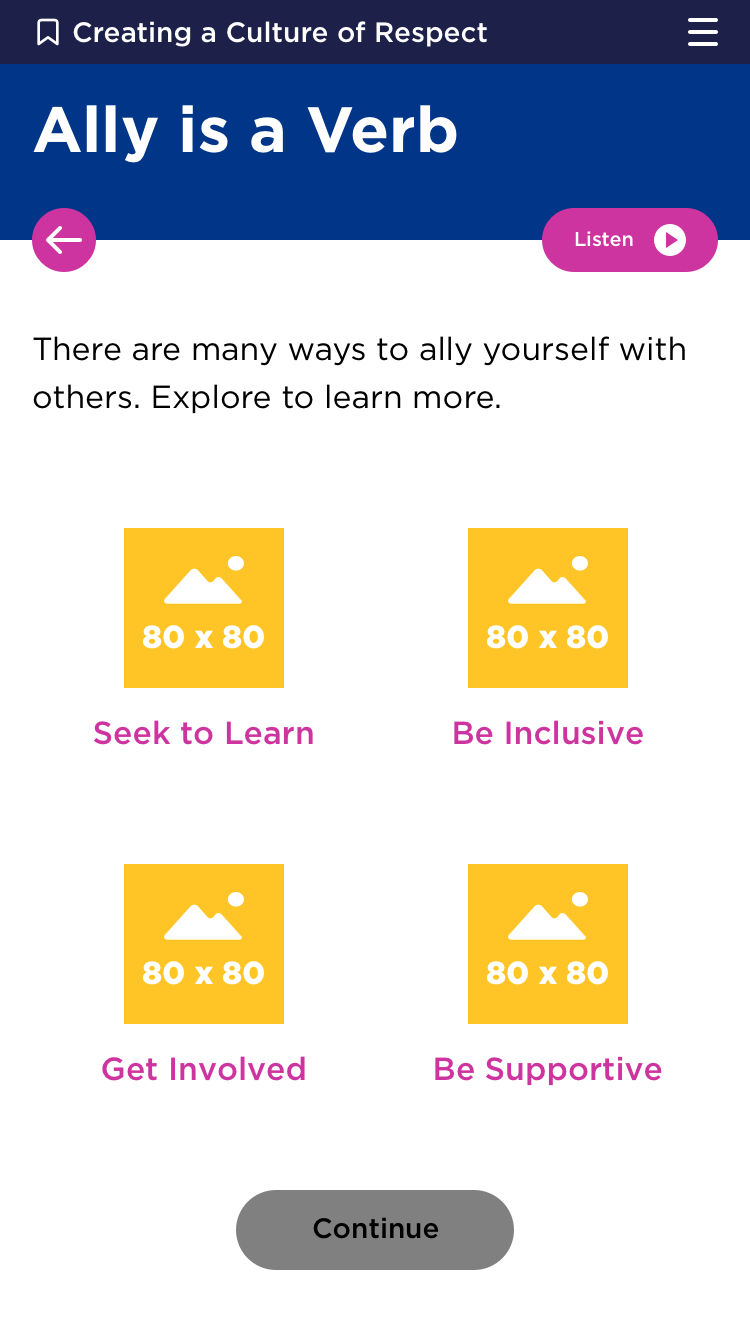 Creating a Culture of Respect
Ally is a Verb
Listen
There are many ways to ally yourself with
others. Explore to learn more.
80 x 80
80 x 80
Seek to Learn
Be Inclusive
80 x 80
80 x 80
Get Involved
Be Supportive
Continue